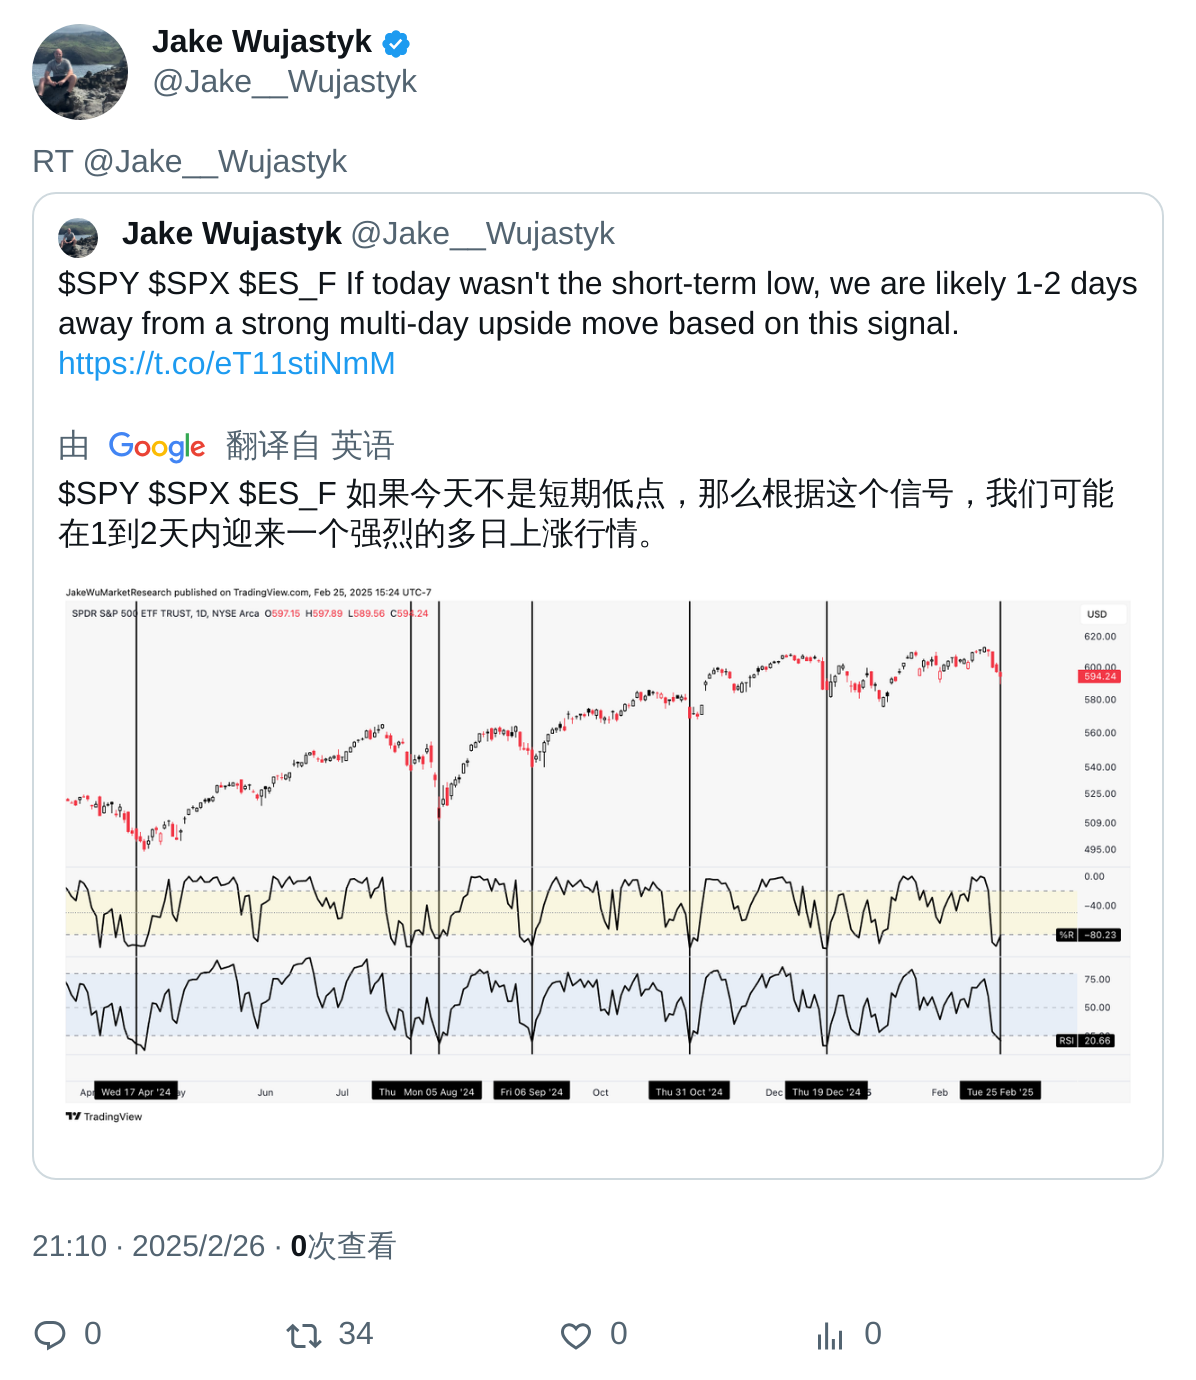 Jake Wujastyk
@Jake__Wujastyk
RT @Jake__Wujastyk
Jake Wujastyk @Jake__Wujastyk
$SPY $SPX $ES_F If today wasn't the short-term low, we are likely 1-2 days
away from a strong multi-day upside move based on this signal.
https://t.co/eT11stiNmM
由 Google 翻译自 英语
$SPY $SPX $ES_F 如果今天不是短期低点，那么根据这个信号，我们可能
在1到2天内迎来一个强烈的多日上涨行情。
JakeWuMarketResearch published on TradingView.com, Feb 25, 2025 15:24 UTC-7
SPDR S&P 500 ETF TRUST, 1D, NYSE Arca O597.15 H597.89 L589.56 C594.24
USD
620.00
600.00
594.24
580.00
560.00
540.00
525.00
509.00
495.00
0.00
−40.00
%R −80.23
75.00
50.00
RSI 20.66
Wed 17 Apr '24 Jun Jul Thu Mon 05 Aug '24 Fri 06 Sep '24 Oct Thu 31 Oct '24 Dec Thu 19 Dec '24 Feb Tue 25 Feb '25
TradingView
21:10 · 2025/2/26 · 0次查看
0 34 0 0